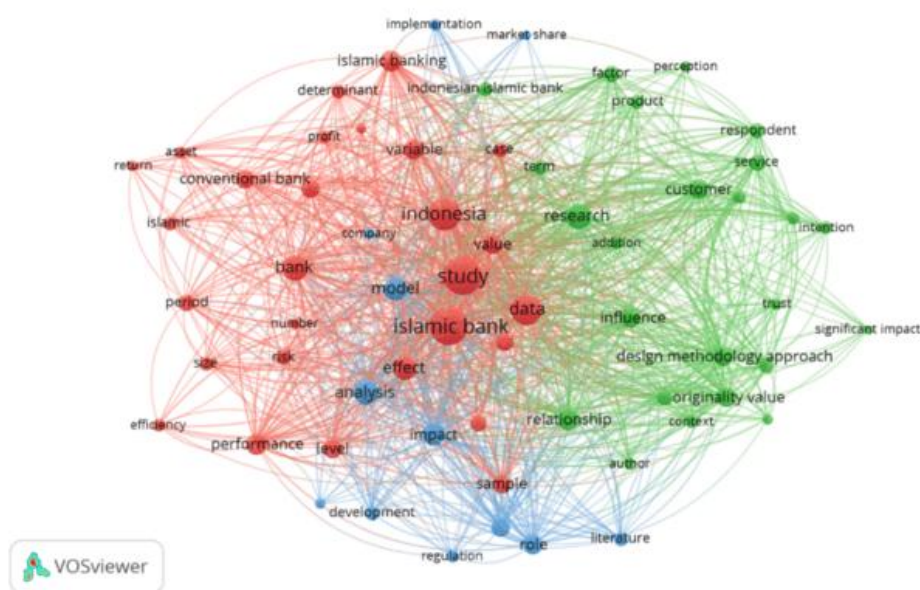 implementation
market share
islamic banking
factor
perception
determinant
indonesian islamic bank
product
profit
respondent
return
asset
variable
case
term
service
conventional bank
customer
islamic
company
indonesia
research
value
addition
intention
bank
study
model
period
number
islamic bank
data
influence
trust
significant impact
size
risk
effect
design methodology approach
analysis
originality value
efficiency
performance
level
impact
relationship
context
sample
author
development
regulation
role
literature
VOSviewer